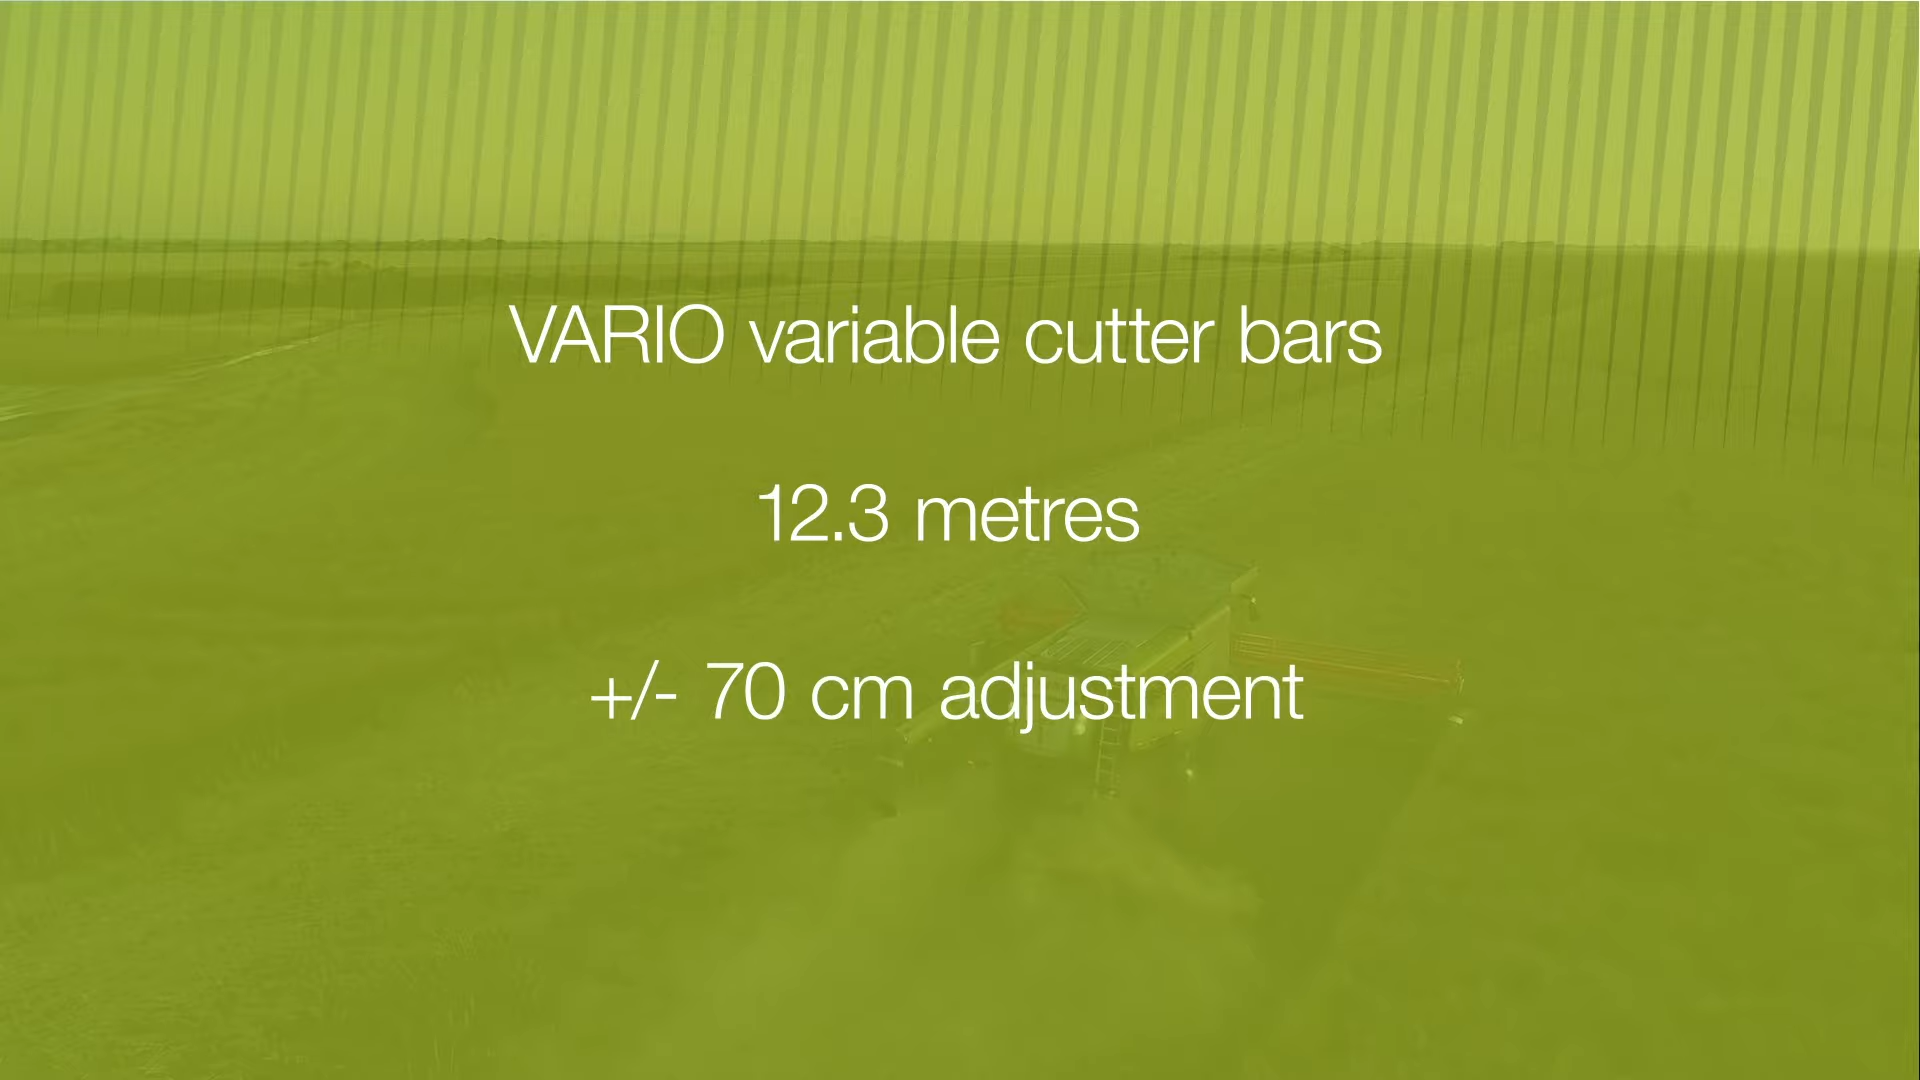 VARIO variable cutter bars
12.3 metres
+/- 70 cm adjustment